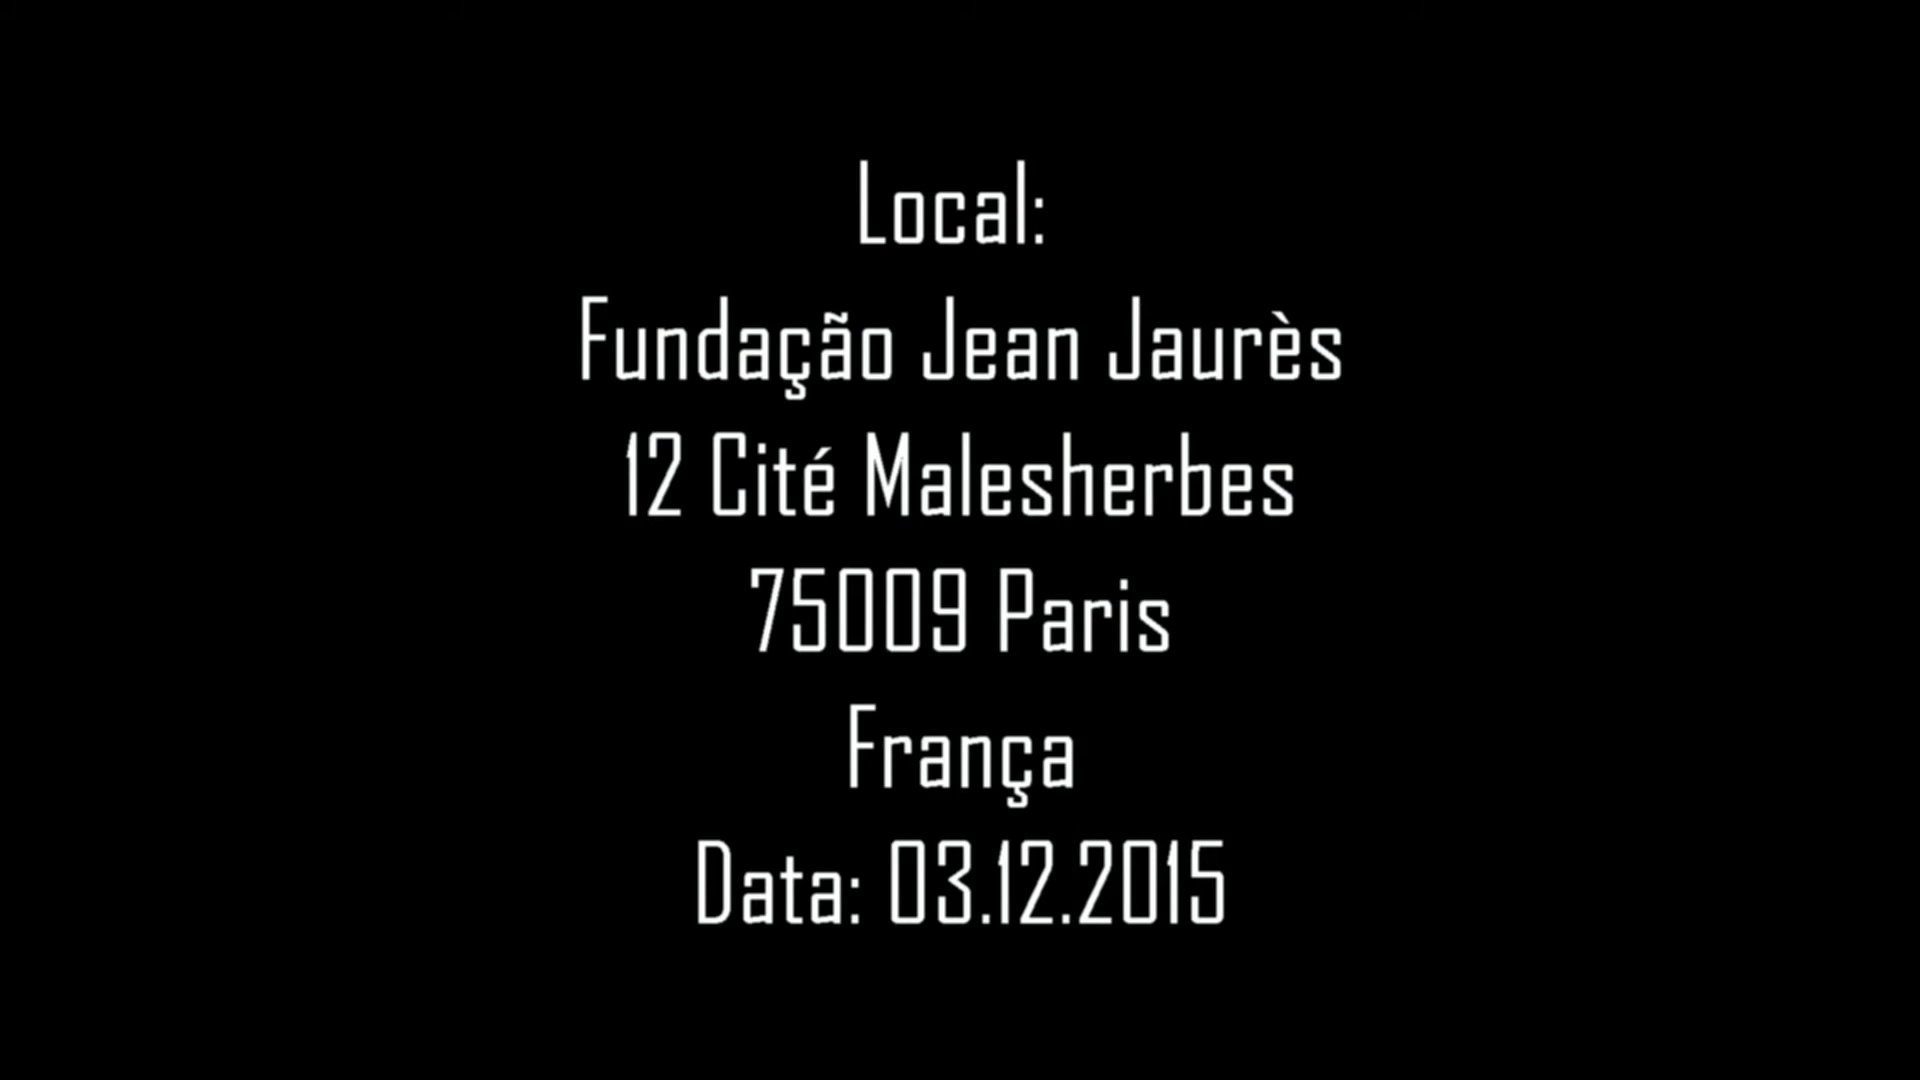 Local:
Fundação Jean Jaurès
12 Cité Malesherbes
75009 Paris
França
Data: 03.12.2015